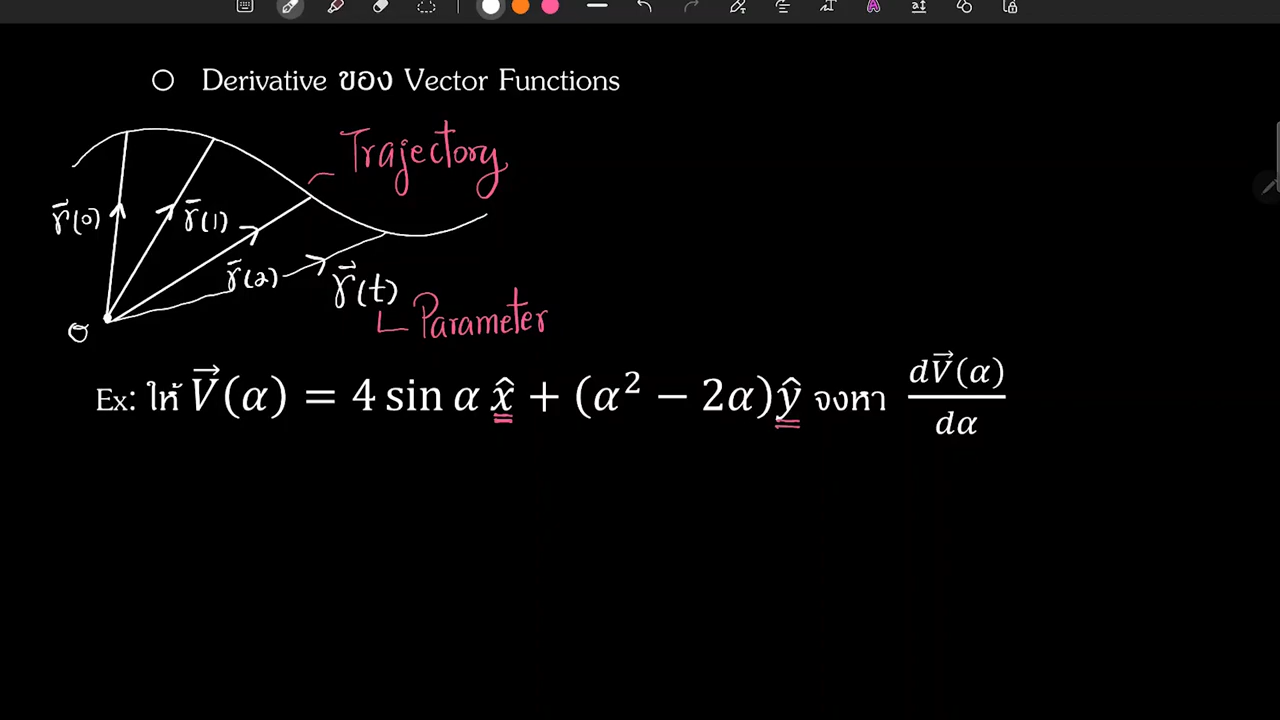 ○ Derivative ของ Vector Functions
Trajectory
r⃗(0) r⃗(1)
r⃗(2) r⃗(t)
Parameter
O
Ex: ให้ V⃗(α) = 4 sin α x̂ + (α² − 2α)ŷ จงหา dV⃗(α)/dα